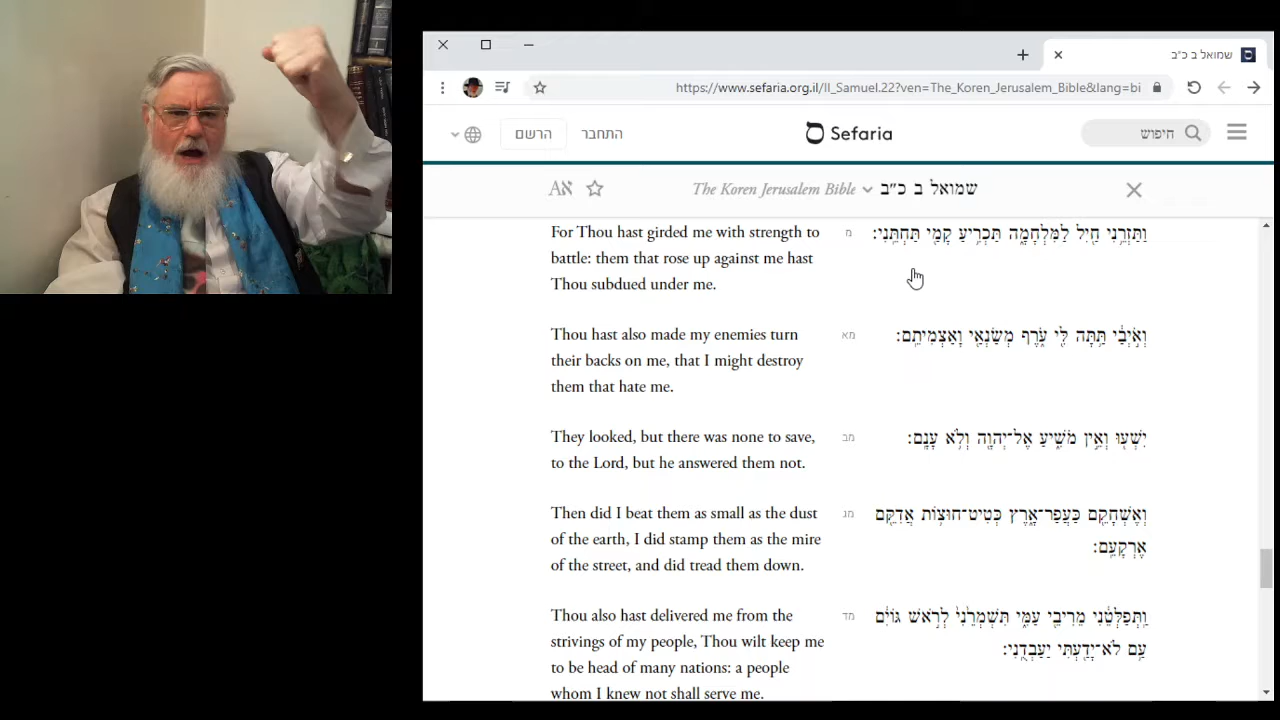 שמואל ב כ״ב
https://www.sefaria.org.il/II_Samuel.22?ven=The_Koren_Jerusalem_Bible&lang=bi
חיפוש
Sefaria
התחבר
הרשם
שמואל ב כ״ב
The Koren Jerusalem Bible
וַתַּזְרֵ֥נִי חַ֖יִל לַמִּלְחָמָ֑ה תַּכְרִ֥יעַ קָמַ֖י תַּחְתֵּֽנִי׃
מ
For Thou hast girded me with strength to
battle: them that rose up against me hast
Thou subdued under me.
וְאֹ֣יְבַ֔י תַּ֥תָּה לִּ֖י עֹ֑רֶף מְשַׂנְאַ֖י וָאַצְמִיתֵֽם׃
מא
Thou hast also made my enemies turn
their backs on me, that I might destroy
them that hate me.
יִשְׁע֖וּ וְאֵ֣ין מֹשִׁ֑יעַ אֶל־יְהוָ֖ה וְלֹ֥א עָנָֽם׃
מב
They looked, but there was none to save,
to the Lord, but he answered them not.
וְאֶשְׁחָקֵ֖ם כַּעֲפַר־אָ֑רֶץ כְּטִיט־חוּצ֥וֹת אֲדִקֵּ֖ם
אֶרְקָעֵֽם׃
מג
Then did I beat them as small as the dust
of the earth, I did stamp them as the mire
of the street, and did tread them down.
וַֽתְּפַלְּטֵ֔נִי מֵרִיבֵ֖י עַמִּ֑י תִּשְׁמְרֵ֙נִי֙ לְרֹ֣אשׁ גּוֹיִ֔ם
עַ֥ם לֹא־יָדַ֖עְתִּי יַעַבְדֻֽנִי׃
מד
Thou also hast delivered me from the
strivings of my people, Thou wilt keep me
to be head of many nations: a people
whom I knew not shall serve me.